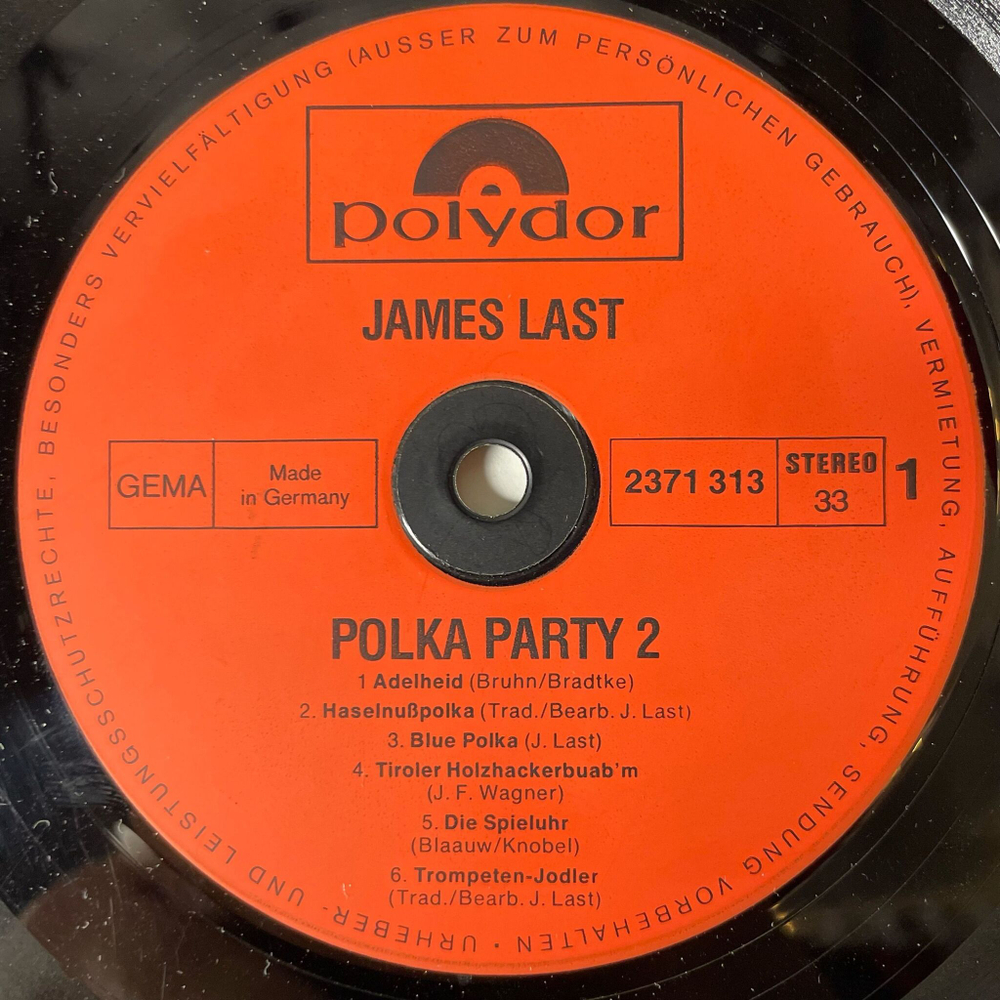 URHEBER- UND LEISTUNGSSCHUTZRECHTE, BESONDERS VERVIELFÄLTIGUNG (AUSSER ZUM PERSÖNLICHEN GEBRAUCH), VERMIETUNG, AUFFÜHRUNG, SENDUNG VORBEHALTEN ·
polydor
JAMES LAST
GEMA
Made
in Germany
2371 313
STEREO
33
1
POLKA PARTY 2
1 Adelheid (Bruhn/Bradtke)
2. Haselnußpolka (Trad./Bearb. J. Last)
3. Blue Polka (J. Last)
4. Tiroler Holzhackerbuab'm
(J. F. Wagner)
5. Die Spieluhr
(Blaauw/Knobel)
6. Trompeten-Jodler
(Trad./Bearb. J. Last)